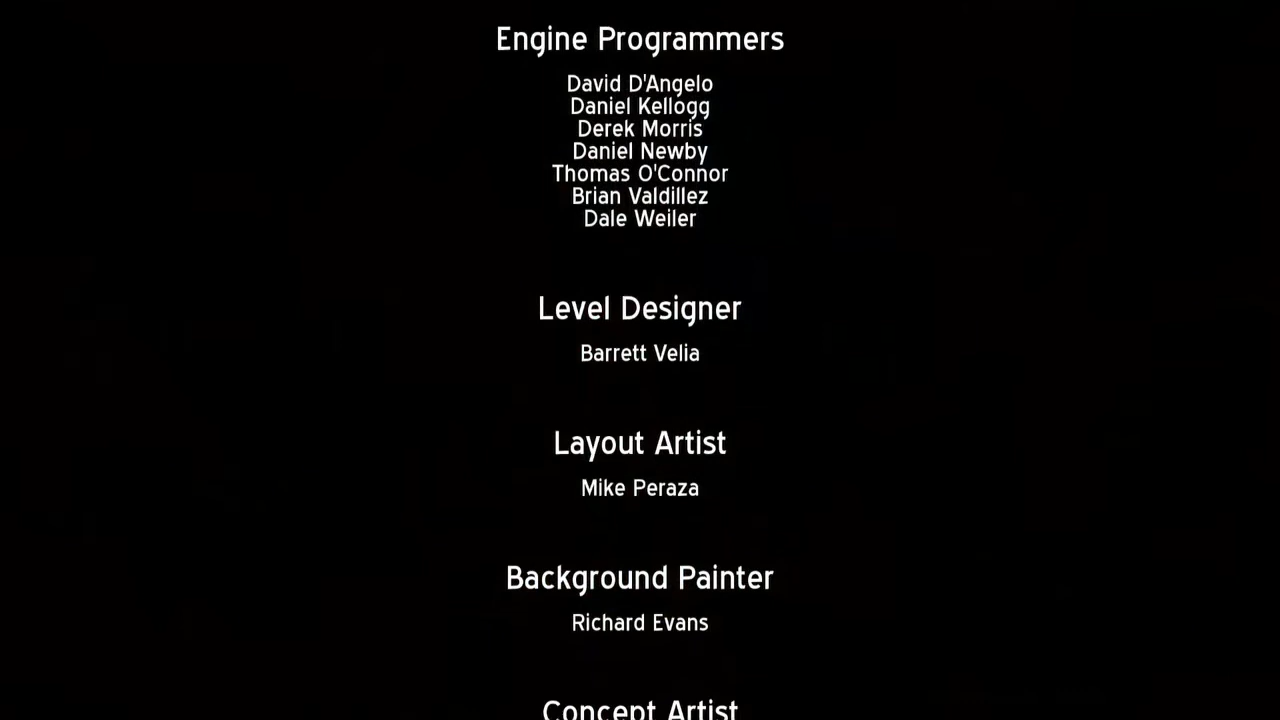 Engine Programmers
David D'Angelo
Daniel Kellogg
Derek Morris
Daniel Newby
Thomas O'Connor
Brian Valdillez
Dale Weiler
Level Designer
Barrett Velia
Layout Artist
Mike Peraza
Background Painter
Richard Evans
Concept Artist